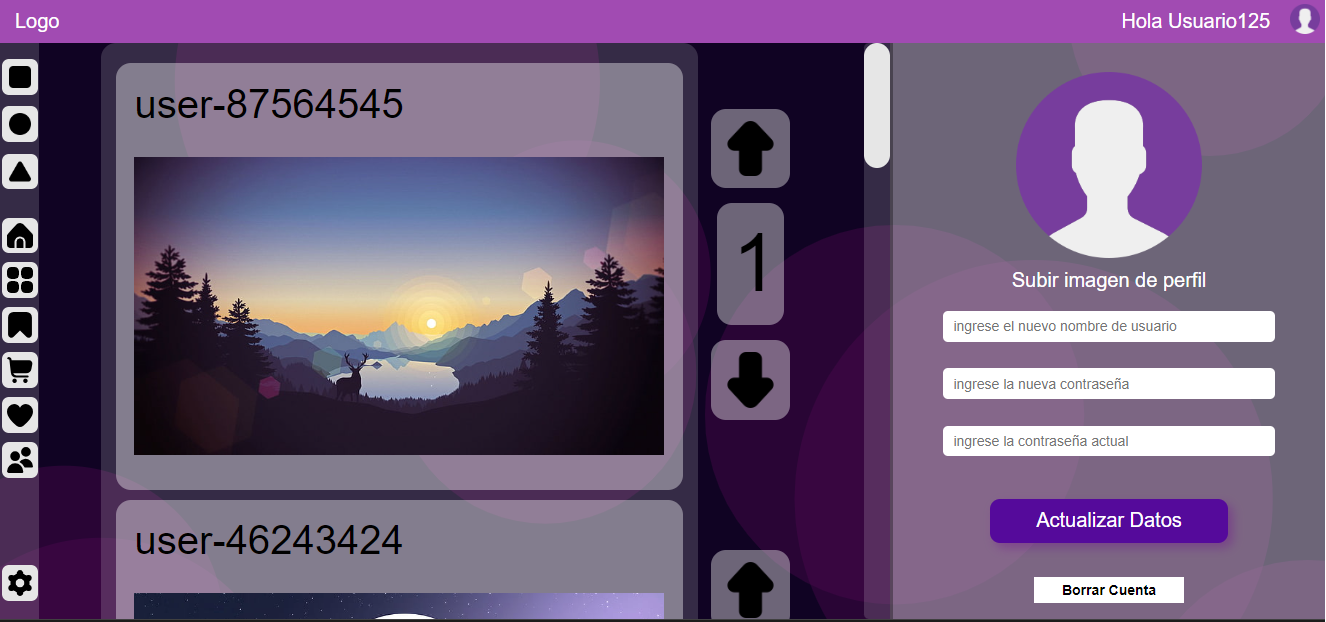 Logo
Hola Usuario125
user-87564545
1
user-46243424
Subir imagen de perfil
ingrese el nuevo nombre de usuario
ingrese la nueva contraseña
ingrese la contraseña actual
Actualizar Datos
Borrar Cuenta